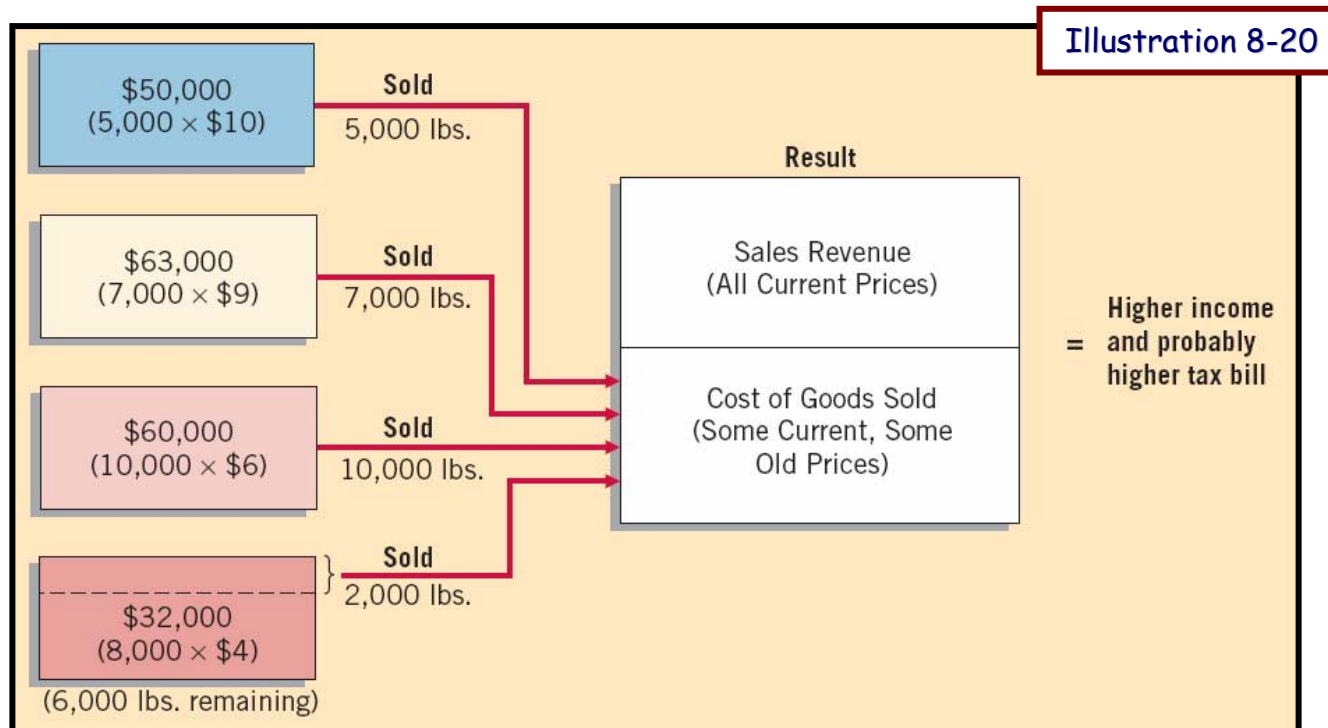 Illustration 8-20
$50,000
(5,000 × $10)
Sold
5,000 lbs.
$63,000
(7,000 × $9)
Sold
7,000 lbs.
$60,000
(10,000 × $6)
Sold
10,000 lbs.
$32,000
(8,000 × $4)
}
Sold
2,000 lbs.
(6,000 lbs. remaining)
Result
Sales Revenue
(All Current Prices)
Cost of Goods Sold
(Some Current, Some
Old Prices)
Higher income
= and probably
higher tax bill